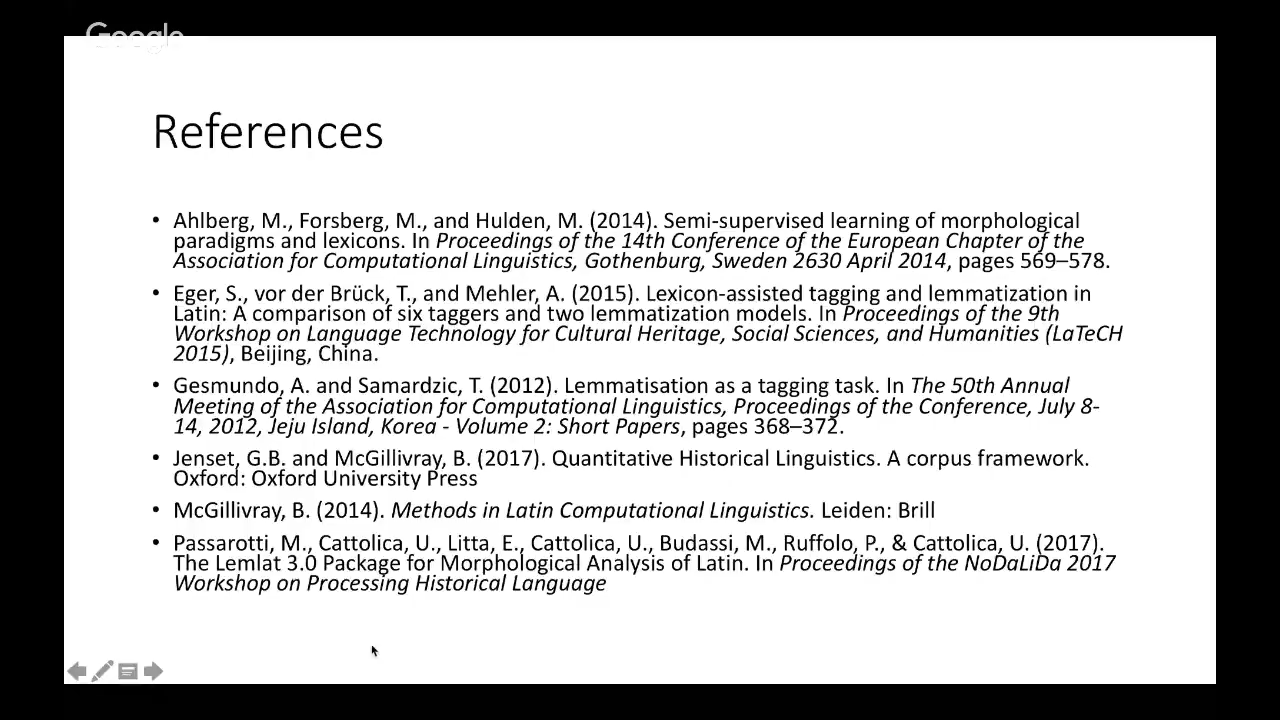 Google
References
• Ahlberg, M., Forsberg, M., and Hulden, M. (2014). Semi-supervised learning of morphological
paradigms and lexicons. In Proceedings of the 14th Conference of the European Chapter of the
Association for Computational Linguistics, Gothenburg, Sweden 2630 April 2014, pages 569–578.
• Eger, S., vor der Brück, T., and Mehler, A. (2015). Lexicon-assisted tagging and lemmatization in
Latin: A comparison of six taggers and two lemmatization models. In Proceedings of the 9th
Workshop on Language Technology for Cultural Heritage, Social Sciences, and Humanities (LaTeCH
2015), Beijing, China.
• Gesmundo, A. and Samardzic, T. (2012). Lemmatisation as a tagging task. In The 50th Annual
Meeting of the Association for Computational Linguistics, Proceedings of the Conference, July 8-
14, 2012, Jeju Island, Korea - Volume 2: Short Papers, pages 368–372.
• Jenset, G.B. and McGillivray, B. (2017). Quantitative Historical Linguistics. A corpus framework.
Oxford: Oxford University Press
• McGillivray, B. (2014). Methods in Latin Computational Linguistics. Leiden: Brill
• Passarotti, M., Cattolica, U., Litta, E., Cattolica, U., Budassi, M., Ruffolo, P., & Cattolica, U. (2017).
The Lemlat 3.0 Package for Morphological Analysis of Latin. In Proceedings of the NoDaLiDa 2017
Workshop on Processing Historical Language